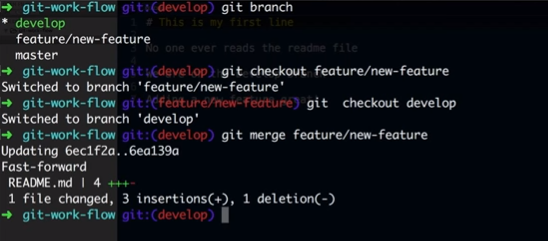 ➜ git-work-flow git:(develop) git branch
* develop
feature/new-feature
master
➜ git-work-flow git:(develop) git checkout feature/new-feature
Switched to branch 'feature/new-feature'
➜ git-work-flow git:(feature/new-feature) git checkout develop
Switched to branch 'develop'
➜ git-work-flow git:(develop) git merge feature/new-feature
Updating 6ec1f2a..6ea139a
Fast-forward
README.md | 4 +++-
1 file changed, 3 insertions(+), 1 deletion(-)
➜ git-work-flow git:(develop)
# This is my first line
No one ever reads the readme file